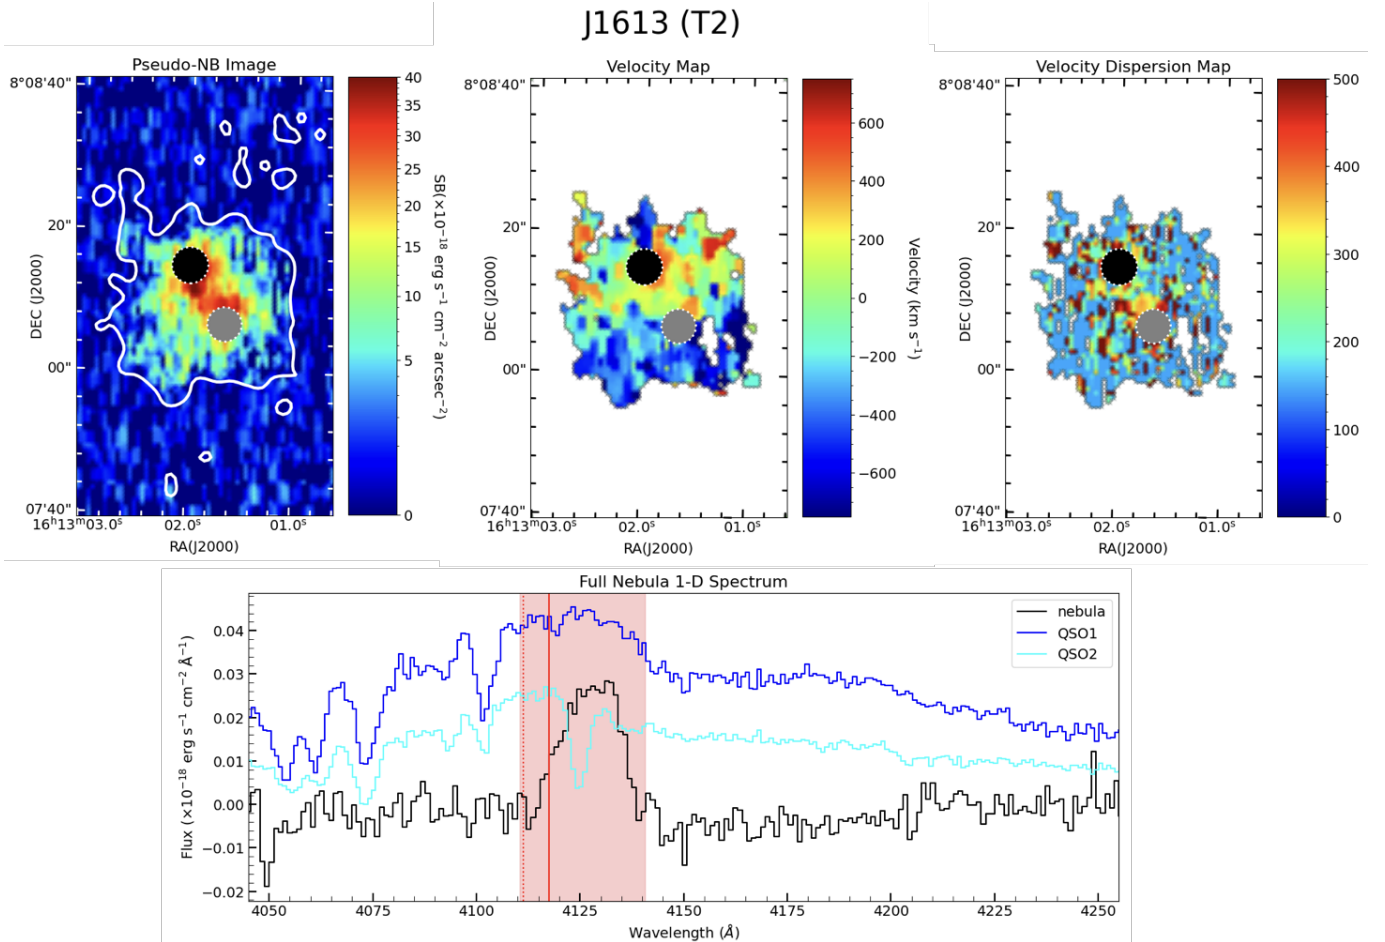 J1613 (T2)
Pseudo-NB Image
8°08'40"
20"
00"
07'40"
DEC (J2000)
16ʰ13ᵐ03.0ˢ 02.0ˢ 01.0ˢ
RA(J2000)
40
35
30
25
20
15
10
5
0
SB(×10⁻¹⁸ erg s⁻¹ cm⁻² arcsec⁻²)
Velocity Map
8°08'40"
20"
00"
07'40"
DEC (J2000)
16ʰ13ᵐ03.0ˢ 02.0ˢ 01.0ˢ
RA(J2000)
600
400
200
0
−200
−400
−600
Velocity (km s⁻¹)
Velocity Dispersion Map
8°08'40"
20"
00"
07'40"
DEC (J2000)
16ʰ13ᵐ03.0ˢ 02.0ˢ 01.0ˢ
RA(J2000)
500
400
300
200
100
0
Full Nebula 1-D Spectrum
nebula
QSO1
QSO2
0.04
0.03
0.02
0.01
0.00
−0.01
−0.02
Flux (×10⁻¹⁸ erg s⁻¹ cm⁻² Å⁻¹)
4050 4075 4100 4125 4150 4175 4200 4225 4250
Wavelength (Å)